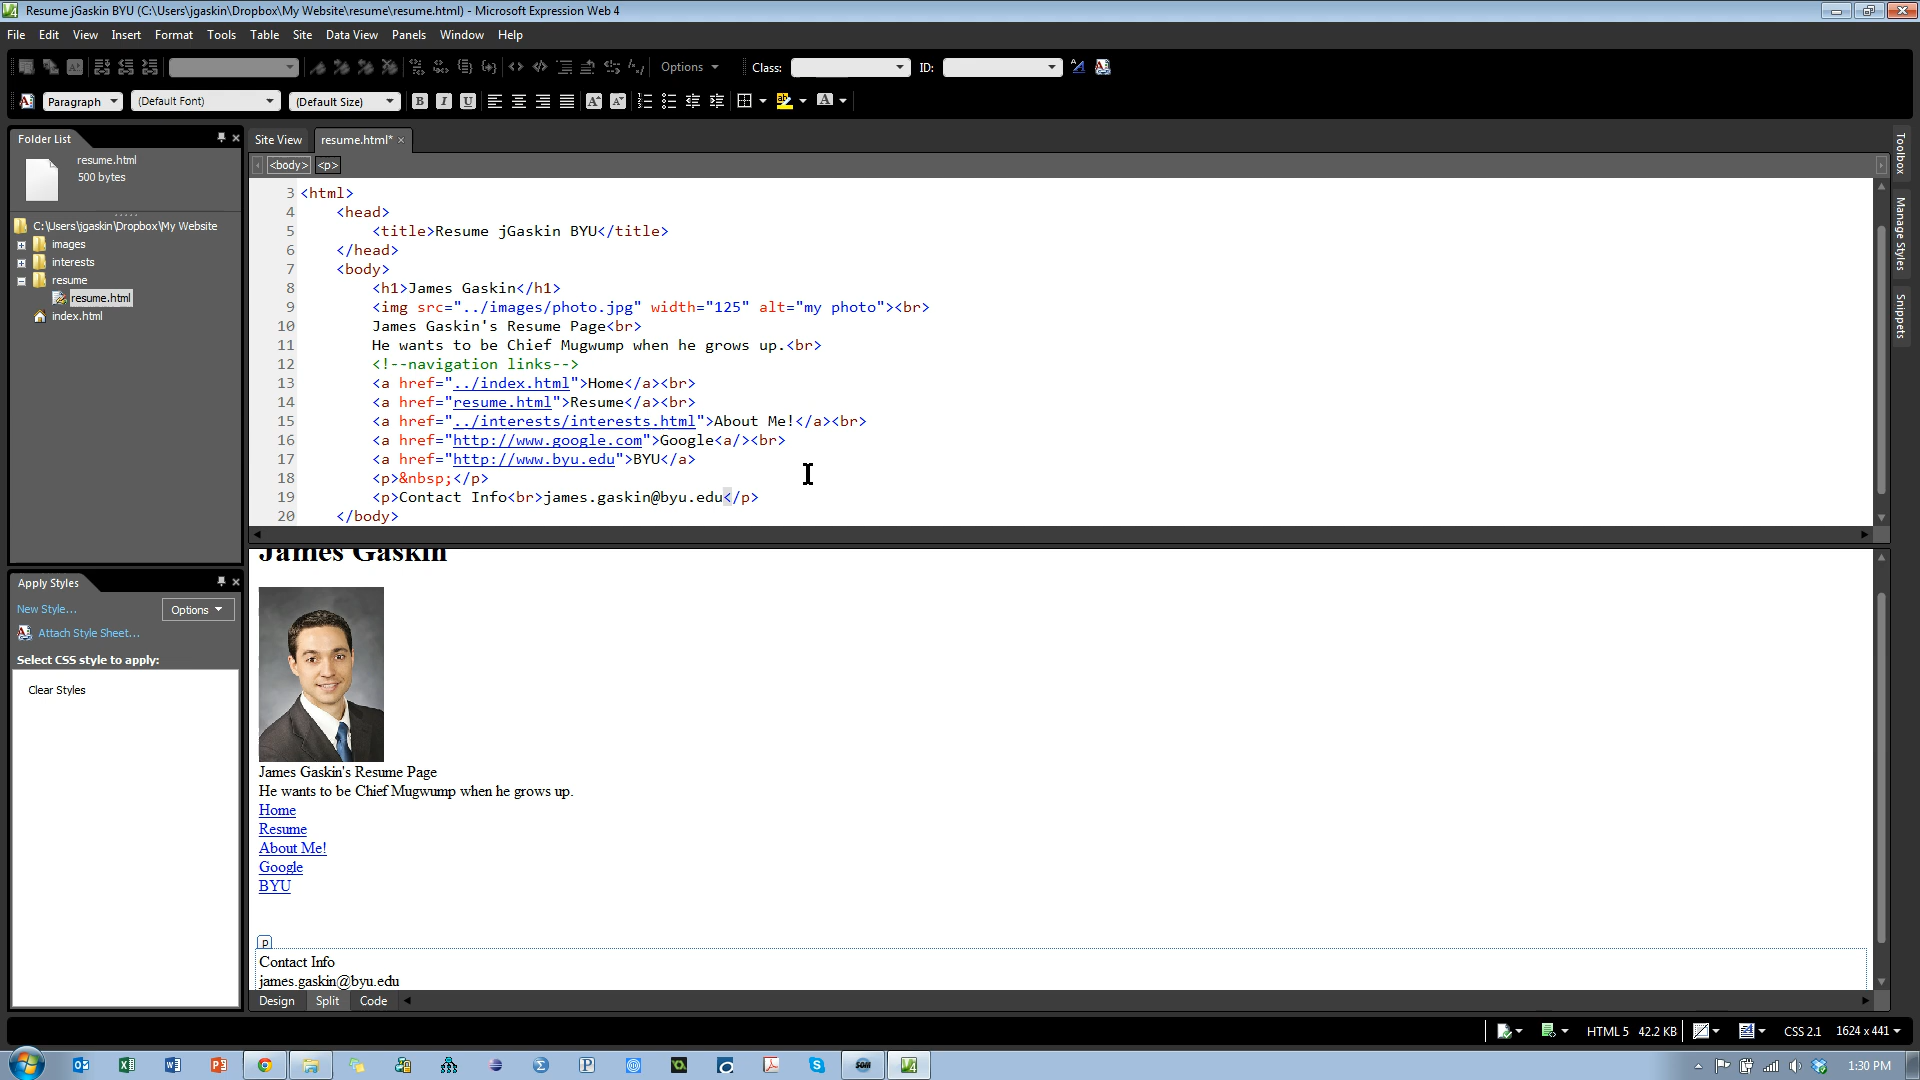 Resume jGaskin BYU (C:\Users\jgaskin\Dropbox\My Website\resume\resume.html) - Microsoft Expression Web 4
File Edit View Insert Format Tools Table Site Data View Panels Window Help
Options Class: ID:
Paragraph (Default Font) (Default Size) B I U
Folder List
resume.html
500 bytes
C:\Users\jgaskin\Dropbox\My Website
images
interests
resume
resume.html
index.html
Site View resume.html*
<body> <p>
3 <html>
4 <head>
5 <title>Resume jGaskin BYU</title>
6 </head>
7 <body>
8 <h1>James Gaskin</h1>
9 <img src="../images/photo.jpg" width="125" alt="my photo"><br>
10 James Gaskin's Resume Page<br>
11 He wants to be Chief Mugwump when he grows up.<br>
12 <!--navigation links-->
13 <a href="../index.html">Home</a><br>
14 <a href="resume.html">Resume</a><br>
15 <a href="../interests/interests.html">About Me!</a><br>
16 <a href="http://www.google.com">Google<a/><br>
17 <a href="http://www.byu.edu">BYU</a>
18 <p>&nbsp;</p>
19 <p>Contact Info<br>james.gaskin@byu.edu</p>
20 </body>
Toolbox
Manage Styles
Snippets
Apply Styles
New Style...
Options
Attach Style Sheet...
Select CSS style to apply:
Clear Styles
James Gaskin
James Gaskin's Resume Page
He wants to be Chief Mugwump when he grows up.
Home
Resume
About Me!
Google
BYU
p
Contact Info
james.gaskin@byu.edu
Design Split Code
HTML 5 42.2 KB CSS 2.1 1624 x 441
1:30 PM